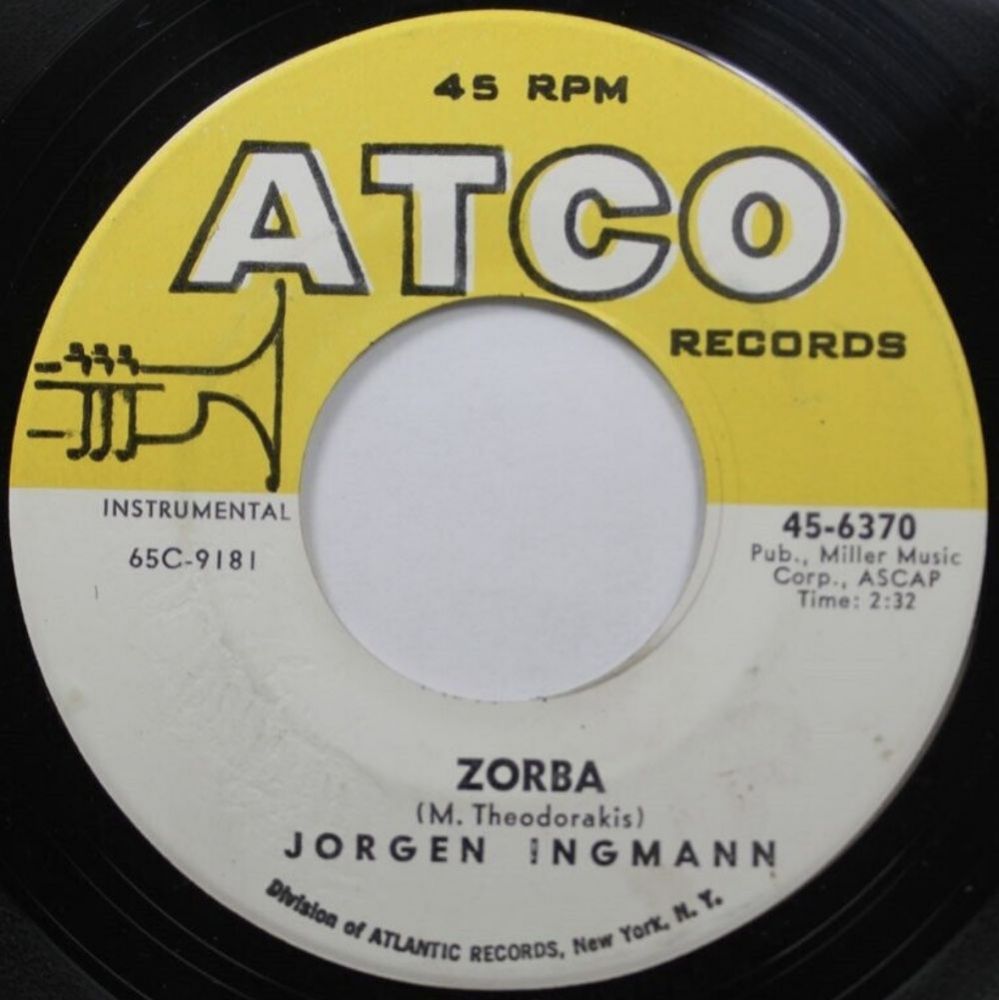 45 RPM
ATCO
RECORDS
INSTRUMENTAL
65C-9181
45-6370
Pub., Miller Music
Corp., ASCAP
Time: 2:32
ZORBA
(M. Theodorakis)
JORGEN INGMANN
Division of ATLANTIC RECORDS, New York, N. Y.